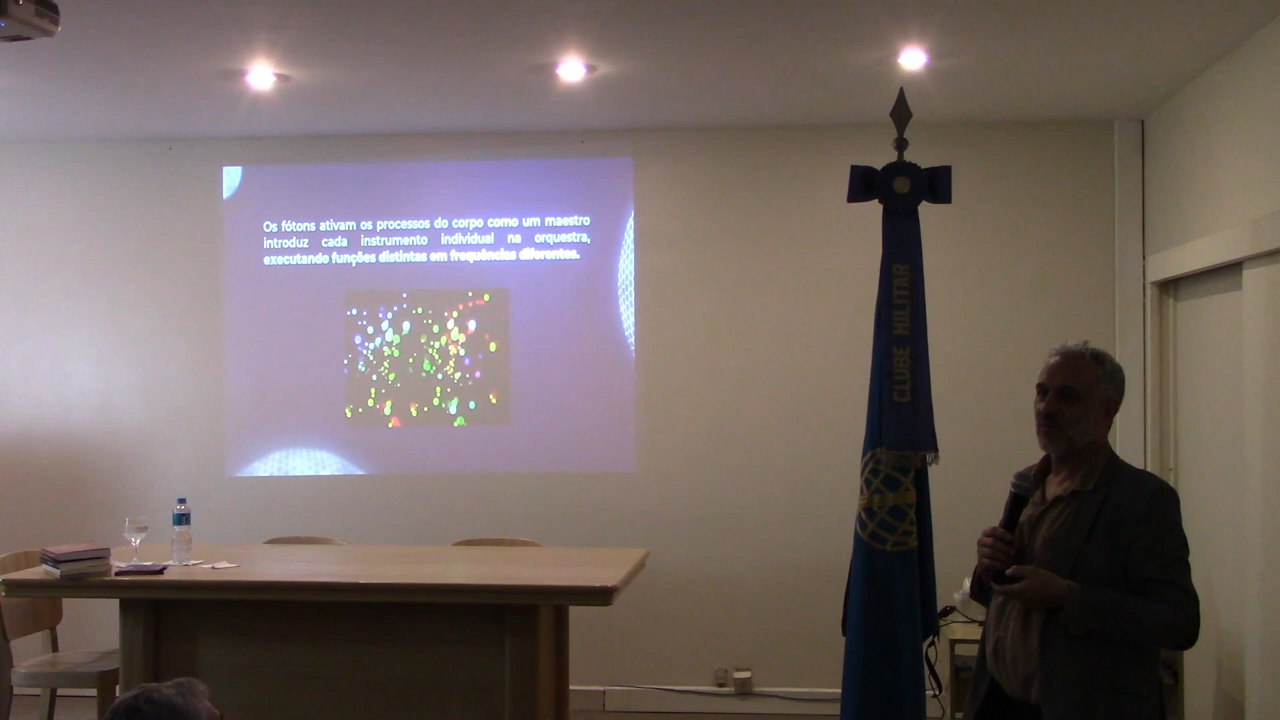 Os fótons ativam os processos do corpo como um maestro
introduz cada instrumento individual na orquestra,
executando funções distintas em frequências diferentes.
CLUBE MILITAR